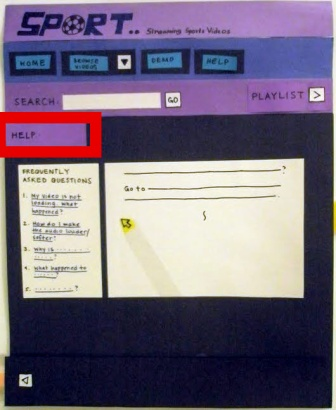 SPORT.. Streaming Sports Videos
HOME BROWSE VIDEOS DEMO HELP
SEARCH: GO PLAYLIST >
HELP:
FREQUENTLY
ASKED QUESTIONS
1. My video is not
loading. What
happened?
2. How do I make
the audio louder/
softer?
3. Why is ........
.....?
4. What happened to
.....?
5. ........?
?
Go to